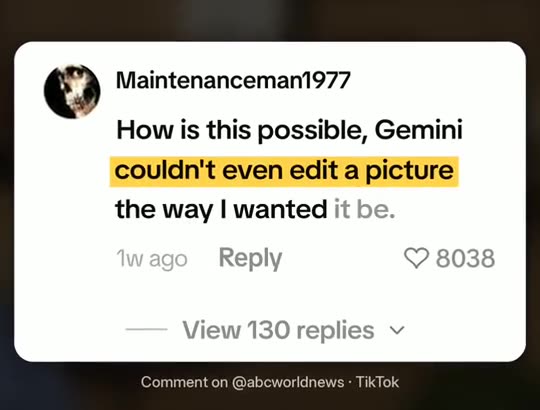 Maintenanceman1977
How is this possible, Gemini
couldn't even edit a picture
the way I wanted it be.
1w ago Reply 8038
View 130 replies
Comment on @abcworldnews · TikTok